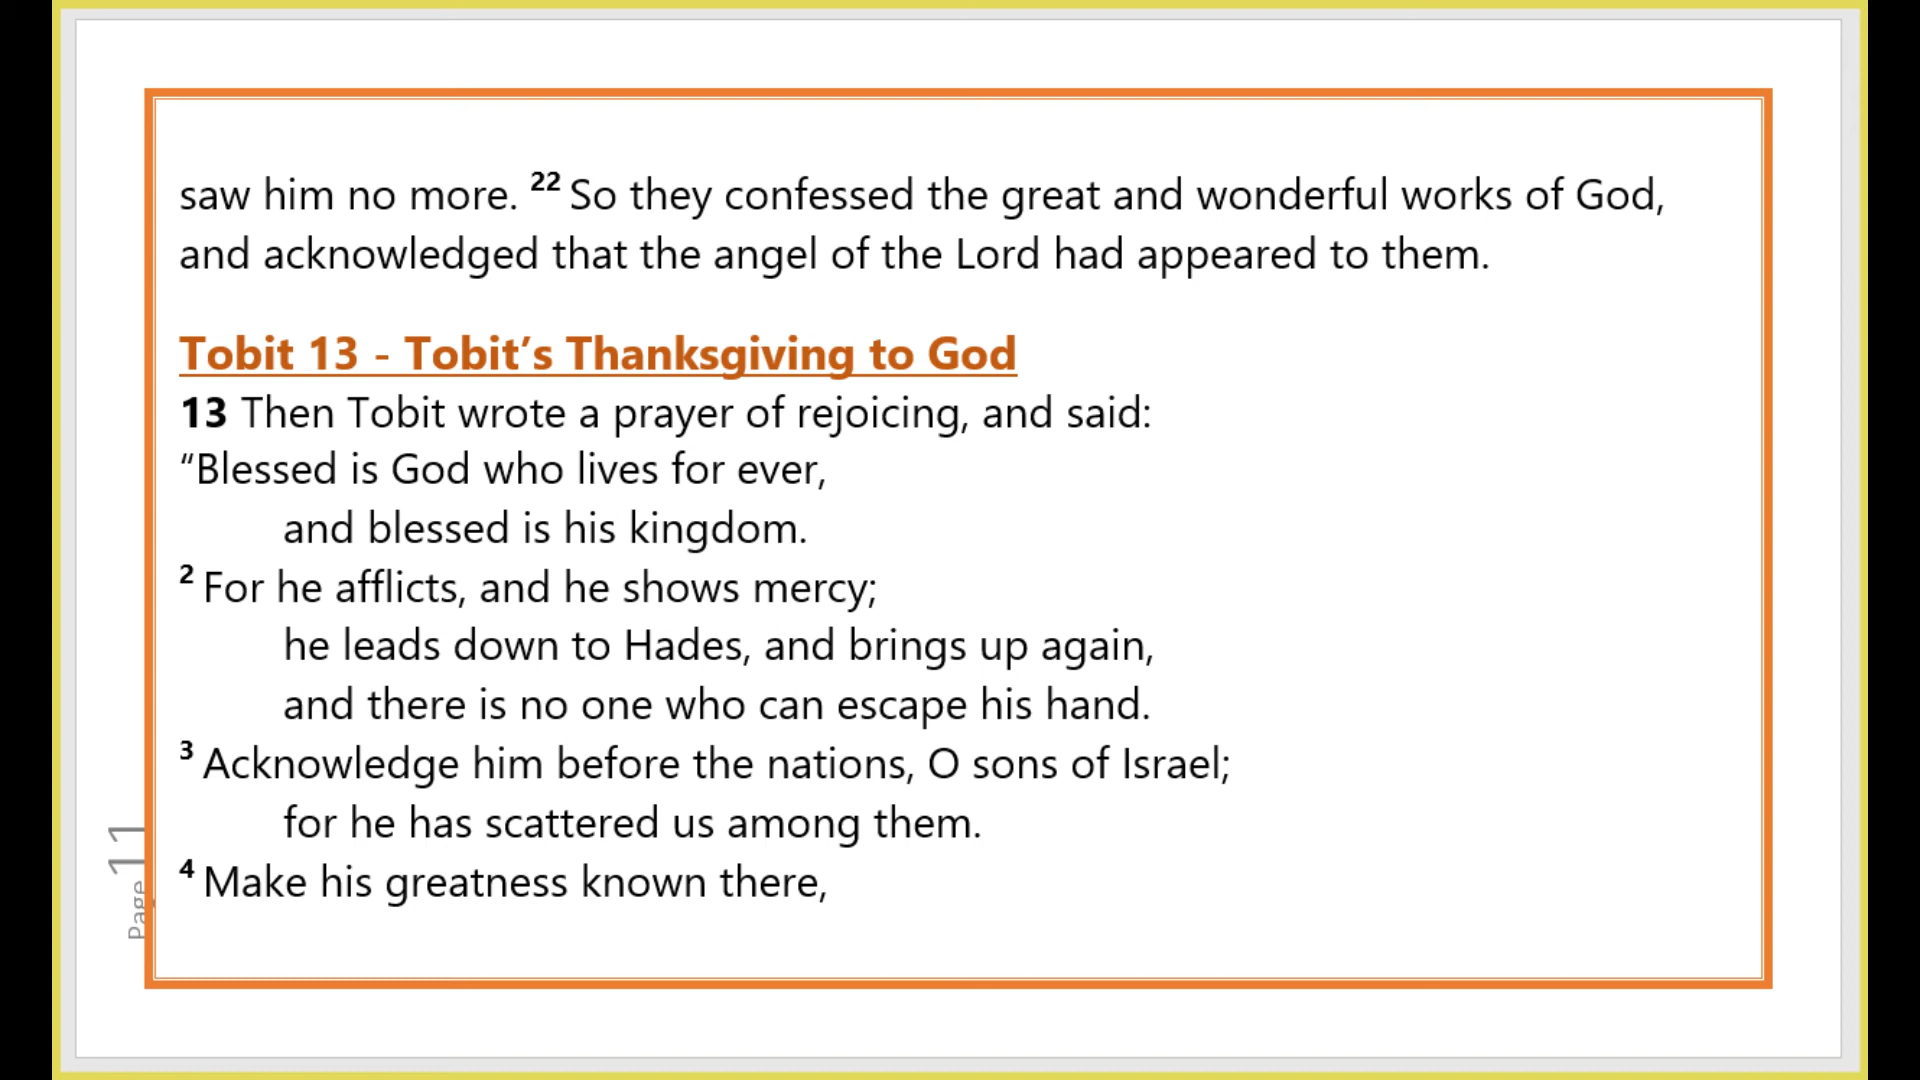 saw him no more. 22 So they confessed the great and wonderful works of God,
and acknowledged that the angel of the Lord had appeared to them.
Tobit 13 - Tobit’s Thanksgiving to God
13 Then Tobit wrote a prayer of rejoicing, and said:
“Blessed is God who lives for ever,
and blessed is his kingdom.
2 For he afflicts, and he shows mercy;
he leads down to Hades, and brings up again,
and there is no one who can escape his hand.
3 Acknowledge him before the nations, O sons of Israel;
for he has scattered us among them.
4 Make his greatness known there,
Page 11